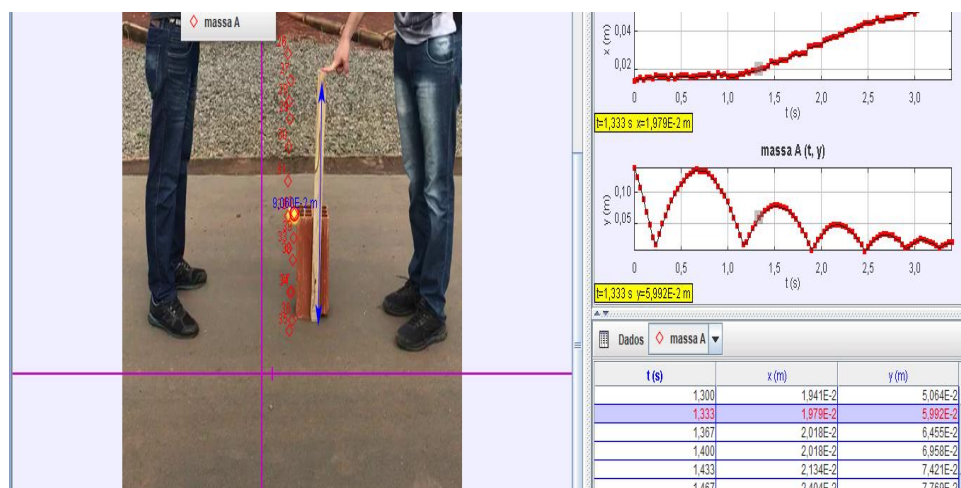 massa A
9,060E-2 m
x (m)
0,04
0,02
0
0,5
1,0
1,5
2,0
2,5
3,0
t (s)
t=1,333 s x=1,979E-2 m
massa A (t, y)
y (m)
0,10
0,05
0
0,5
1,0
1,5
2,0
2,5
3,0
t (s)
t=1,333 s y=5,992E-2 m
Dados massa A
t (s) x (m) y (m)
1,300 1,941E-2 5,064E-2
1,333 1,979E-2 5,992E-2
1,367 2,018E-2 6,455E-2
1,400 2,018E-2 6,958E-2
1,433 2,134E-2 7,421E-2